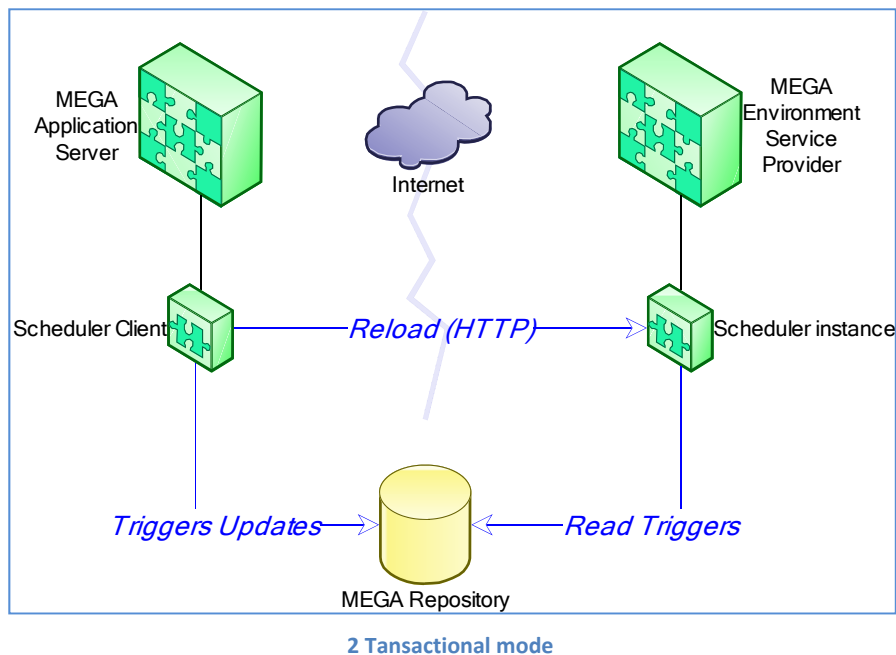 MEGA
Application
Server
Internet
MEGA
Environment
Service
Provider
Scheduler Client
Reload (HTTP)
Scheduler instance
Triggers Updates
Read Triggers
MEGA Repository
2 Tansactional mode